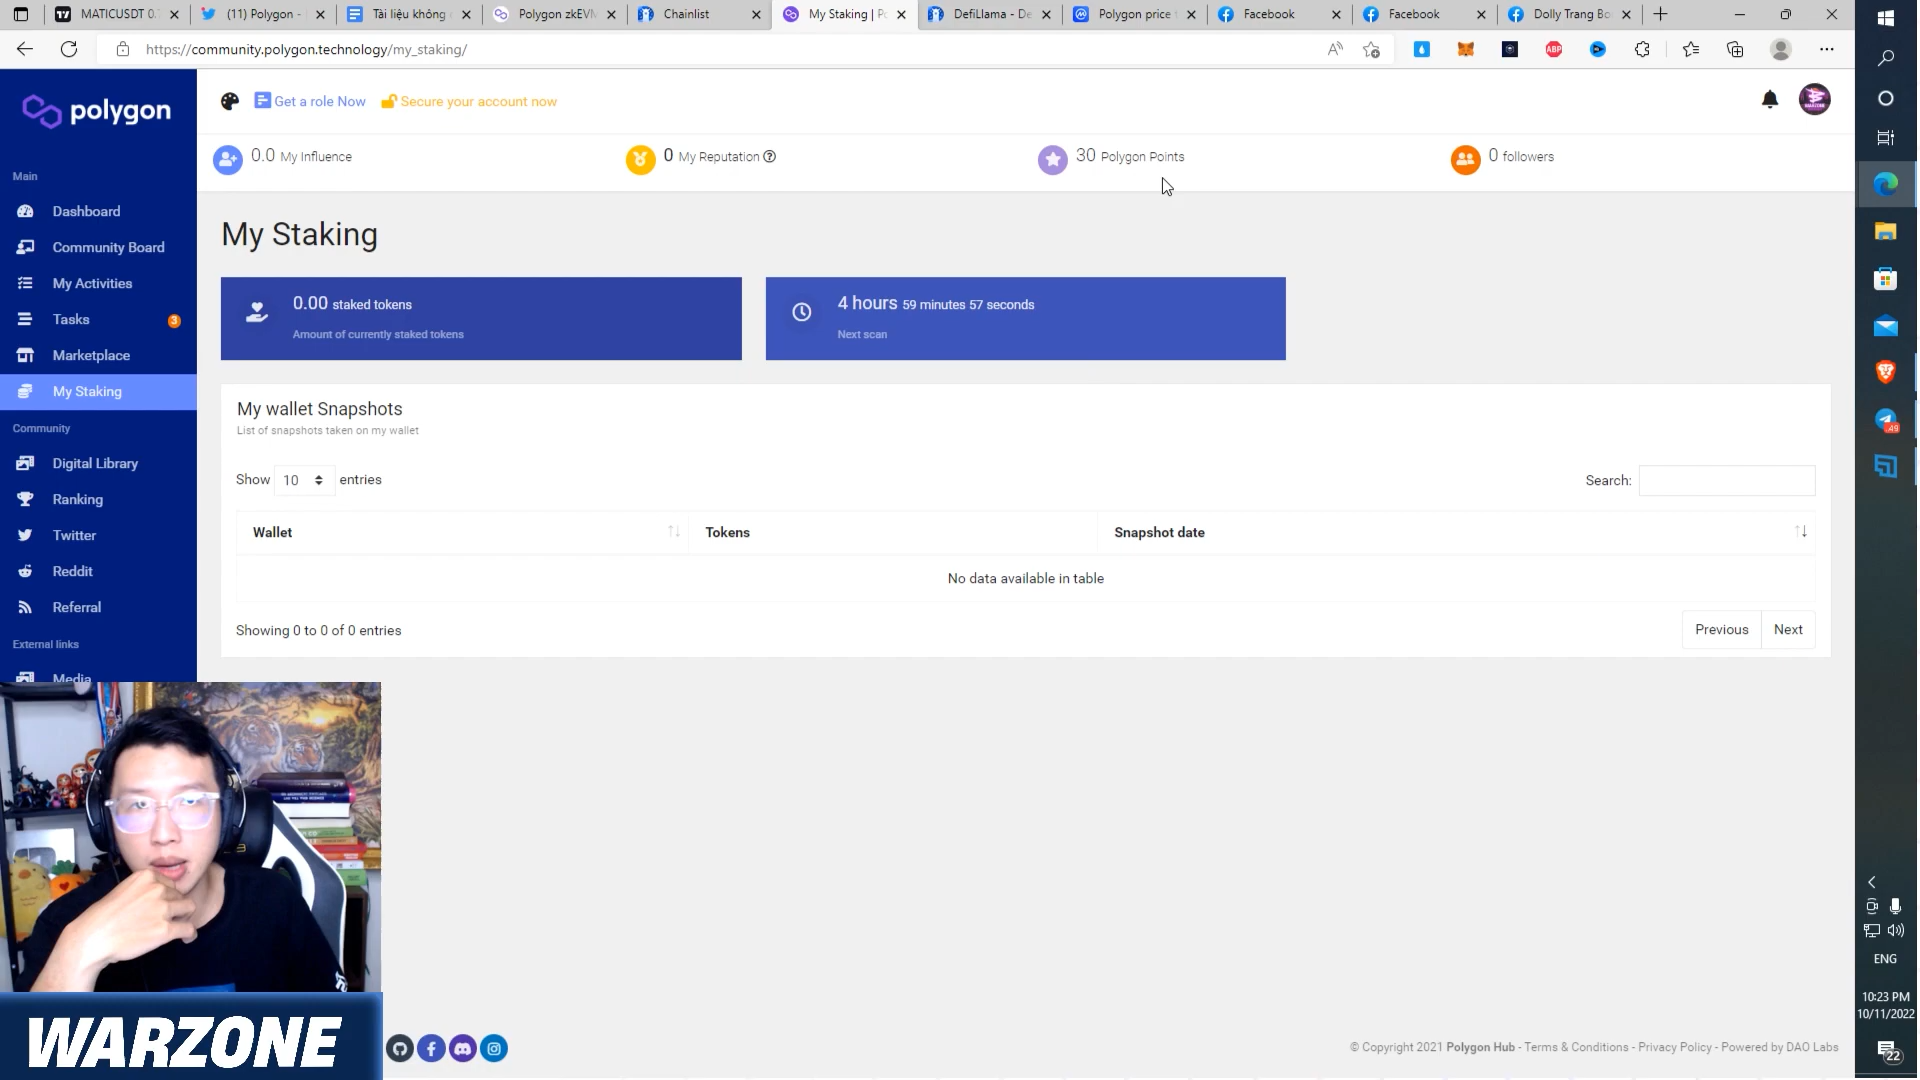 MATICUSDT 0.
(11) Polygon -
Tài liệu không
Polygon zkEVM
Chainlist
My Staking | P
DefiLlama - De
Polygon price
Facebook
Facebook
Dolly Trang Bo
https://community.polygon.technology/my_staking/
ABP
polygon
Get a role Now
Secure your account now
0.0 My Influence
0 My Reputation
30 Polygon Points
0 followers
Main
Dashboard
Community Board
My Activities
Tasks 3
Marketplace
My Staking
Community
Digital Library
Ranking
Twitter
Reddit
Referral
External links
Media
My Staking
0.00 staked tokens
Amount of currently staked tokens
4 hours 59 minutes 57 seconds
Next scan
My wallet Snapshots
List of snapshots taken on my wallet
Show 10 entries
Search:
Wallet Tokens Snapshot date
No data available in table
Showing 0 to 0 of 0 entries
Previous Next
WARZONE
© Copyright 2021 Polygon Hub - Terms & Conditions - Privacy Policy - Powered by DAO Labs
49
ENG
10:23 PM
10/11/2022
22